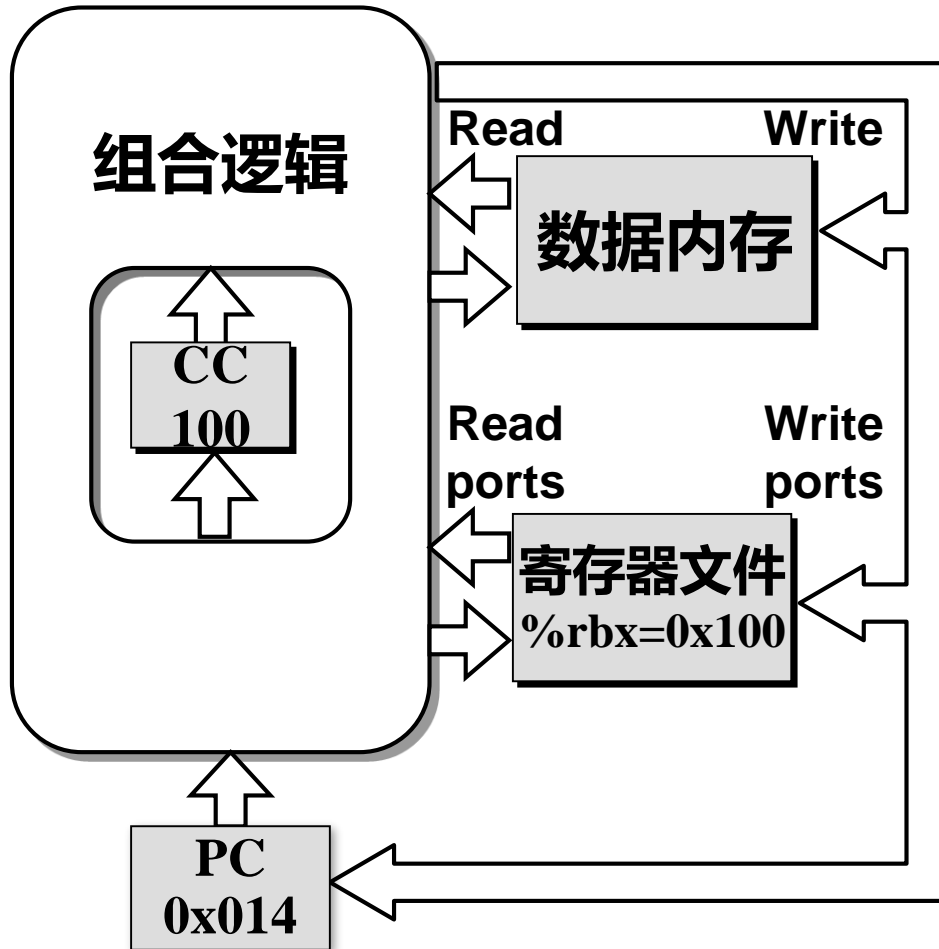 组合逻辑
CC
100
Read
Write
数据内存
Read
ports
Write
ports
寄存器文件
%rbx=0x100
PC
0x014